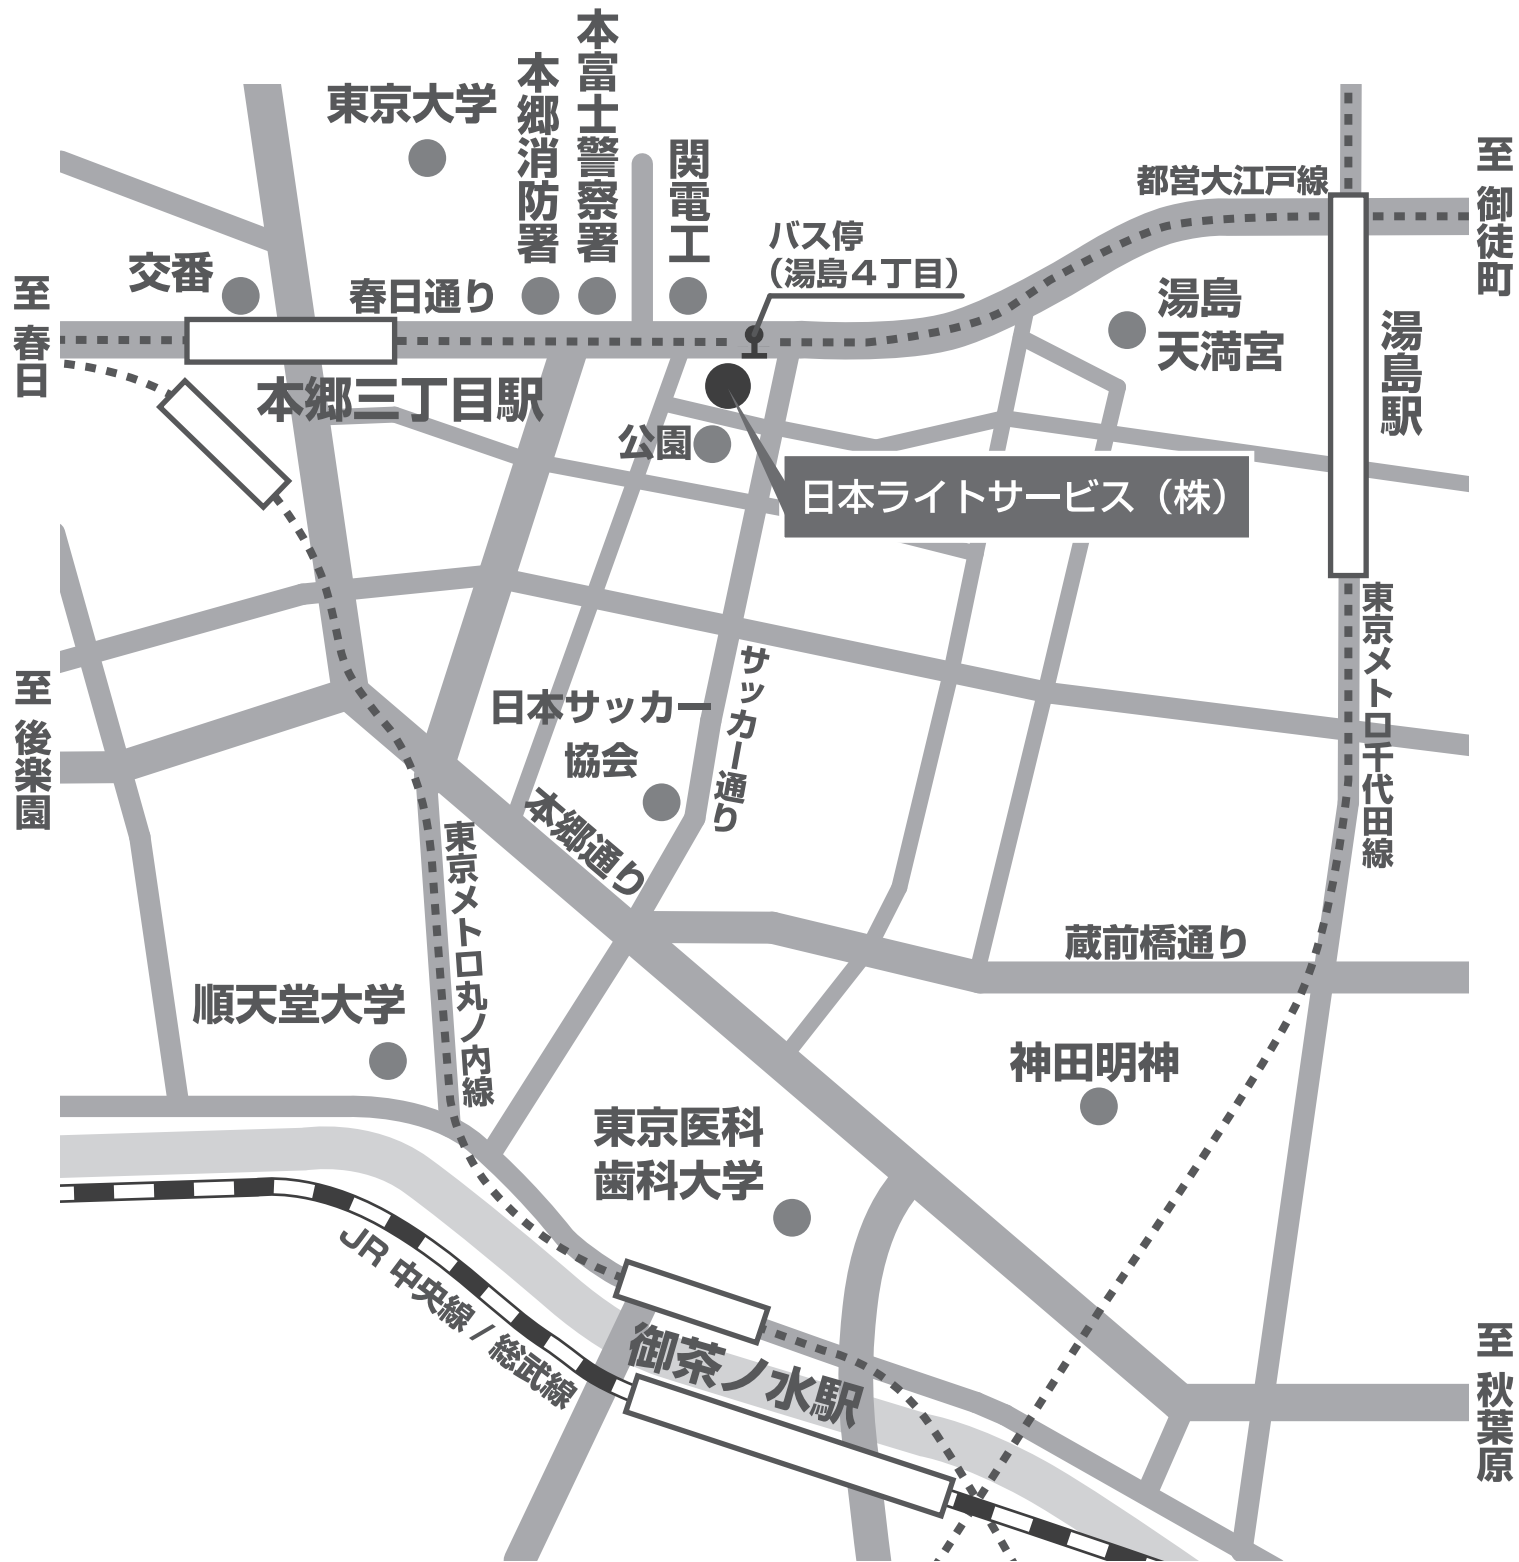 本富士警察署
本郷消防署
東京大学
関電工
都営大江戸線
至 御徒町
バス停
（湯島４丁目）
交番
春日通り
至 春日
湯島
天満宮
湯島駅
本郷三丁目駅
公園
日本ライトサービス（株）
東京メトロ千代田線
サッカー通り
日本サッカー
協会
至 後楽園
本郷通り
東京メトロ丸ノ内線
蔵前橋通り
順天堂大学
神田明神
東京医科
歯科大学
JR 中央線 / 総武線
御茶ノ水駅
至 秋葉原